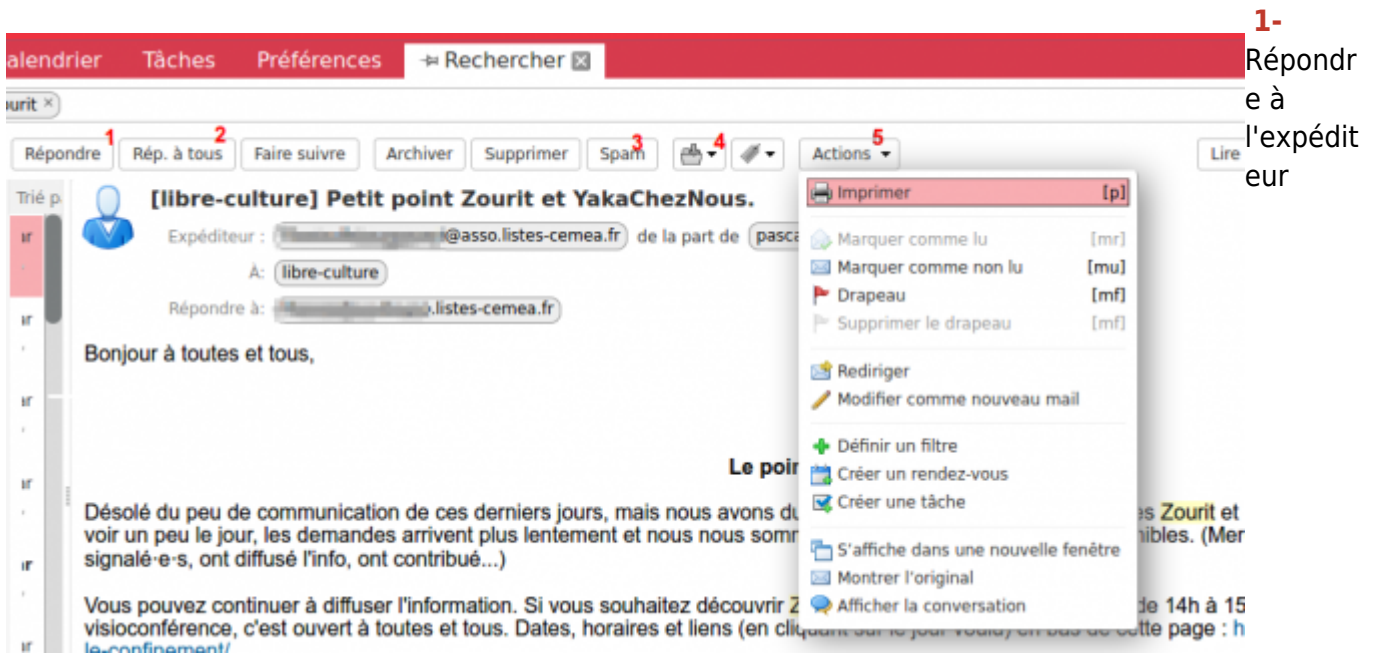 1-
Répondr
e à
l'expédit
eur
alendrier Tâches Préférences Rechercher
ourit ×
Répondre 1 Rép. à tous 2 Faire suivre Archiver Supprimer Spam 3 4 Actions 5 Lire
Trié p
[libre-culture] Petit point Zourit et YakaChezNous.
Expéditeur : @asso.listes-cemea.fr de la part de pasca
À: libre-culture
Répondre à: .listes-cemea.fr
Bonjour à toutes et tous,
Le poin
Désolé du peu de communication de ces derniers jours, mais nous avons du es Zourit et
voir un peu le jour, les demandes arrivent plus lentement et nous nous somm nibles. (Mer
signalé·e·s, ont diffusé l'info, ont contribué...)
Vous pouvez continuer à diffuser l'information. Si vous souhaitez découvrir Z de 14h à 15
visioconférence, c'est ouvert à toutes et tous. Dates, horaires et liens (en cliquant sur le jour voulu) en bas de cette page : h
le-confinement/
Imprimer [p]
Marquer comme lu [mr]
Marquer comme non lu [mu]
Drapeau [mf]
Supprimer le drapeau [mf]
Rediriger
Modifier comme nouveau mail
Définir un filtre
Créer un rendez-vous
Créer une tâche
S'affiche dans une nouvelle fenêtre
Montrer l'original
Afficher la conversation